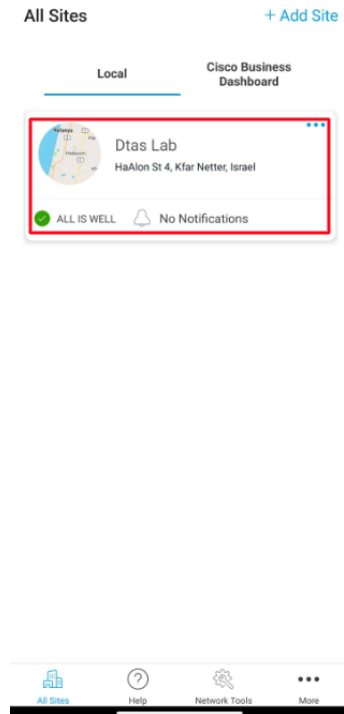 All Sites
+ Add Site
Local
Cisco Business
Dashboard
Dtas Lab
HaAlon St 4, Kfar Netter, Israel
ALL IS WELL
No Notifications
All Sites
Help
Network Tools
More